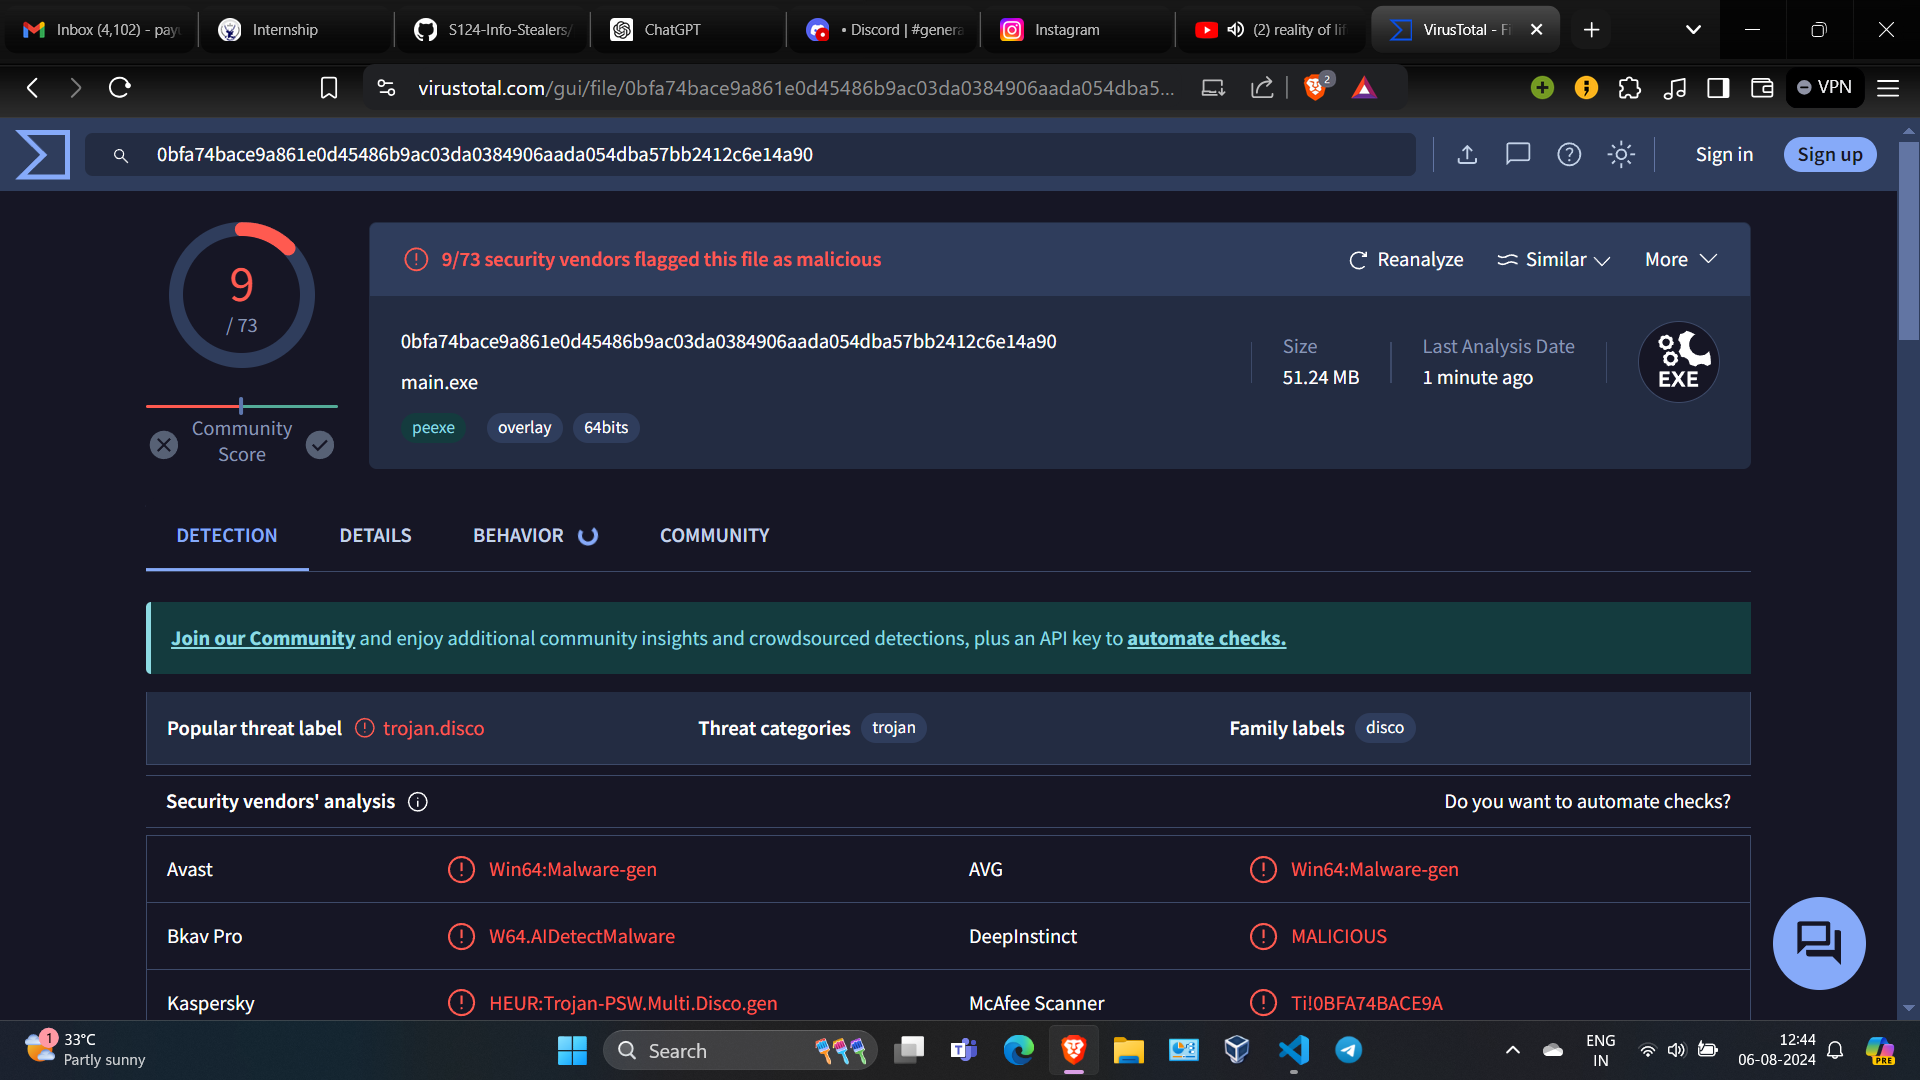 Inbox (4,102) - payu
Internship
S124-Info-Stealers/
ChatGPT
• Discord | #genera
Instagram
(2) reality of lif
VirusTotal - Fi
virustotal.com/gui/file/0bfa74bace9a861e0d45486b9ac03da0384906aada054dba5...
2
VPN
0bfa74bace9a861e0d45486b9ac03da0384906aada054dba57bb2412c6e14a90
Sign in
Sign up
9
/ 73
Community
Score
9/73 security vendors flagged this file as malicious
Reanalyze
Similar
More
0bfa74bace9a861e0d45486b9ac03da0384906aada054dba57bb2412c6e14a90
main.exe
peexe
overlay
64bits
Size
51.24 MB
Last Analysis Date
1 minute ago
EXE
DETECTION
DETAILS
BEHAVIOR
COMMUNITY
Join our Community and enjoy additional community insights and crowdsourced detections, plus an API key to automate checks.
Popular threat label trojan.disco
Threat categories trojan
Family labels disco
Security vendors' analysis
Do you want to automate checks?
Avast Win64:Malware-gen
AVG Win64:Malware-gen
Bkav Pro W64.AIDetectMalware
DeepInstinct MALICIOUS
Kaspersky HEUR:Trojan-PSW.Multi.Disco.gen
McAfee Scanner Ti!0BFA74BACE9A
1
33°C
Partly sunny
Search
ENG
IN
12:44
06-08-2024
PRE